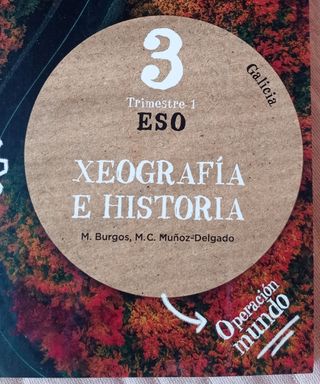 3
Trimestre 1
ESO
Galicia
XEOGRAFÍA
E HISTORIA
M. Burgos, M.C. Muñoz-Delgado
Operación
mundo